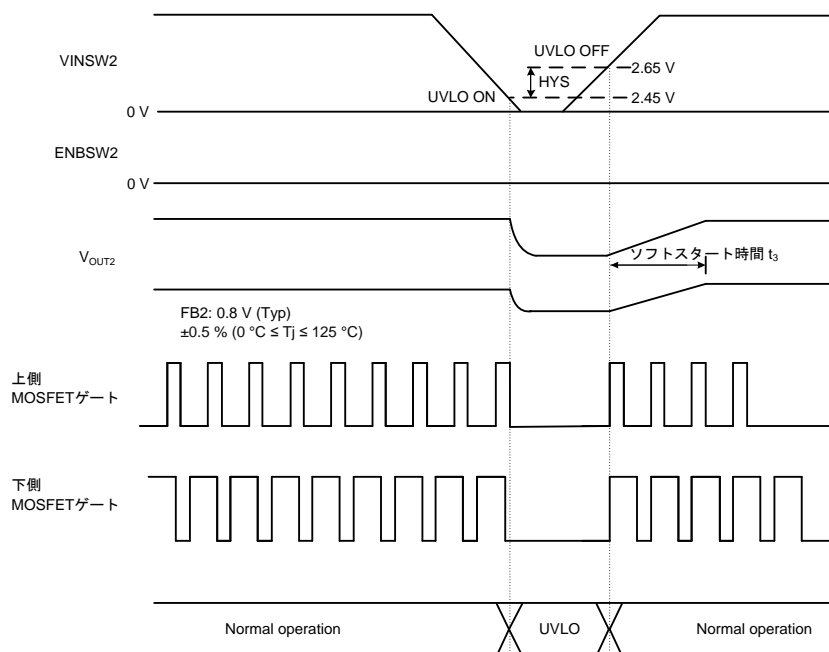 VINSW2
UVLO OFF
2.65 V
HYS
UVLO ON
2.45 V
0 V
ENBSW2
0 V
VOUT2
ソフトスタート時間 t3
FB2: 0.8 V (Typ)
±0.5 % (0 °C ≤ Tj ≤ 125 °C)
上側
MOSFETゲート
下側
MOSFETゲート
Normal operation
UVLO
Normal operation